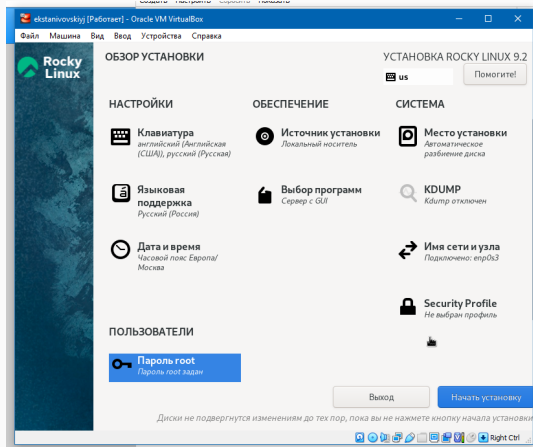 Создать Настроить Сбросить Показать
ekstanivovskiyj [Работает] - Oracle VM VirtualBox
Файл Машина Вид Ввод Устройства Справка
Rocky
Linux
ОБЗОР УСТАНОВКИ
УСТАНОВКА ROCKY LINUX 9.2
us
Помогите!
НАСТРОЙКИ
Клавиатура
английский (Английская
(США)), русский (Русская)
Языковая
поддержка
Русский (Россия)
Дата и время
Часовой пояс Европа/
Москва
ОБЕСПЕЧЕНИЕ
Источник установки
Локальный носитель
Выбор программ
Сервер с GUI
СИСТЕМА
Место установки
Автоматическое
разбиение диска
KDUMP
Kdump отключен
Имя сети и узла
Подключено: enp0s3
Security Profile
Не выбран профиль
ПОЛЬЗОВАТЕЛИ
Пароль root
Пароль root задан
Выход
Начать установку
Диски не подвергнутся изменениям до тех пор, пока вы не нажмете кнопку начала установки
Right Ctrl